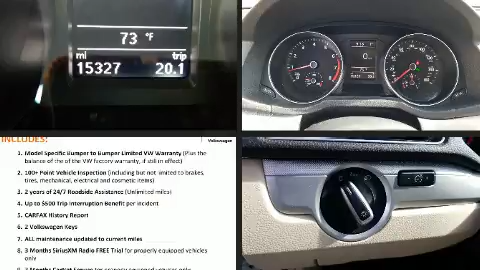 73 °F
mi trip
15327 20.1
INCLUDES:
Volkswagen
1. Model Specific Bumper to Bumper Limited VW Warranty (Plus the
balance of the of the VW factory warranty, if still in effect)
2. 100+ Point Vehicle Inspection (including but not limited to brakes,
tires, mechanical, electrical and cosmetic items)
3. 2 years of 24/7 Roadside Assistance (Unlimited miles)
4. Up to $500 Trip Interruption Benefit per incident
5. CARFAX History Report
6. 2 Volkswagen Keys
7. ALL maintenance updated to current miles
8. 3 Months SiriusXM Radio FREE Trial for properly equipped vehicles
only